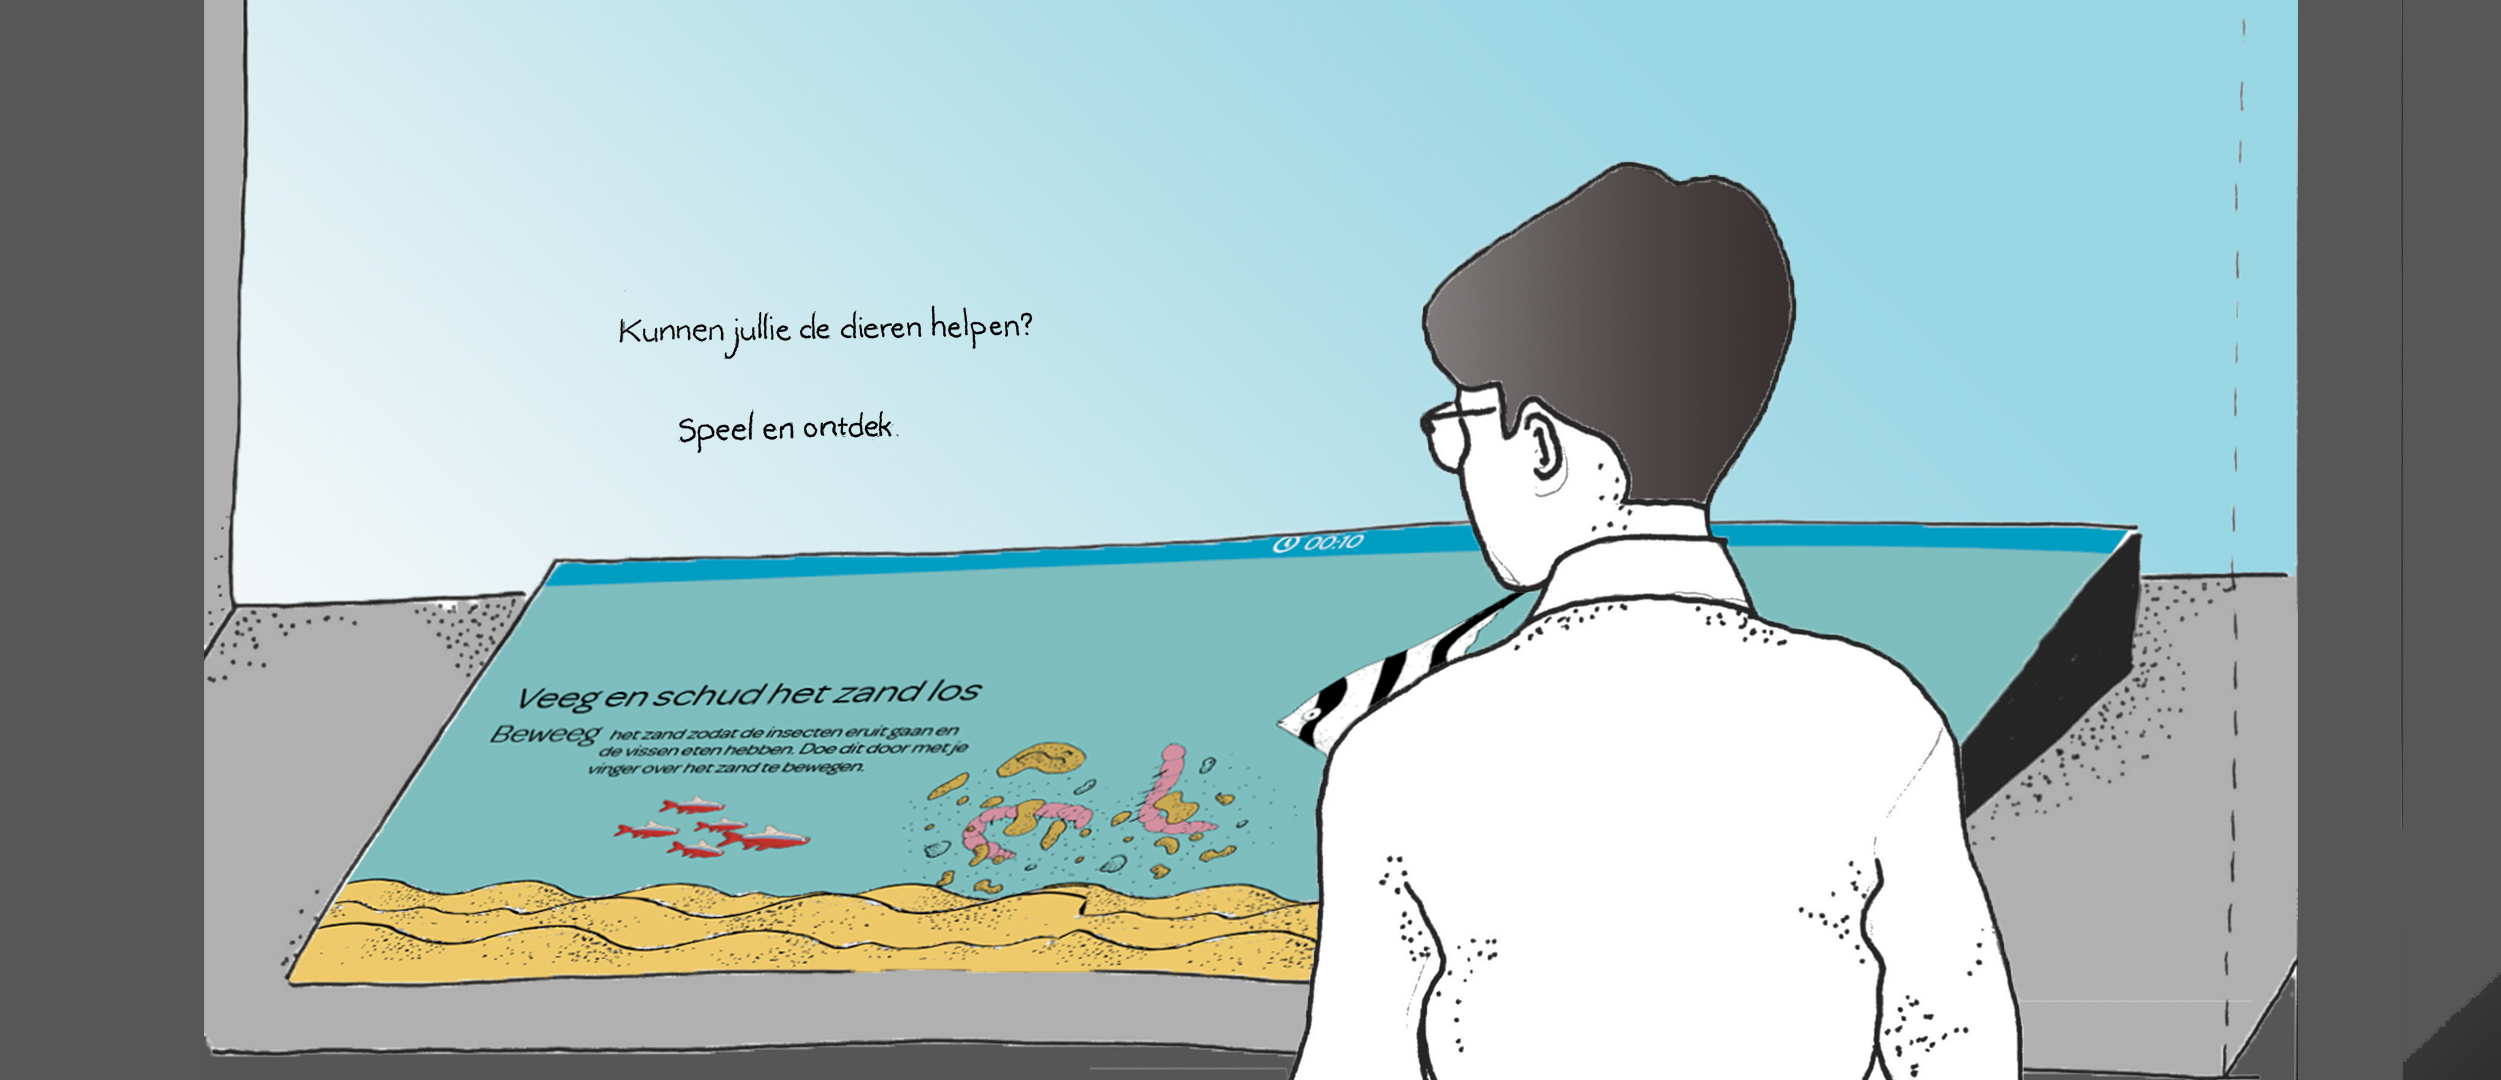 Kunnen jullie de dieren helpen?
Speel en ontdek.
00:10
Veeg en schud het zand los
Beweeg het zand zodat de insecten eruit gaan en
de vissen eten hebben. Doe dit door met je
vinger over het zand te bewegen.